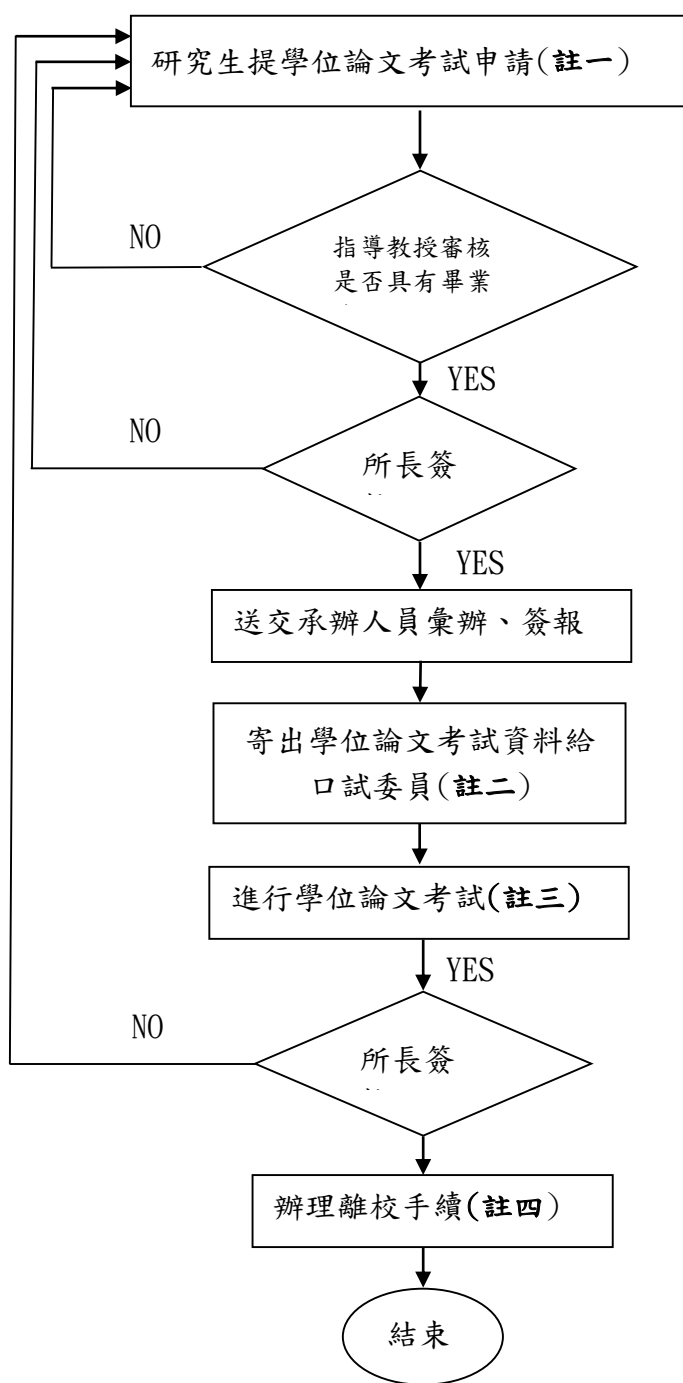 研究生提學位論文考試申請(註一)
NO
指導教授審核
是否具有畢業
YES
NO
所長簽
YES
送交承辦人員彙辦、簽報
寄出學位論文考試資料給
口試委員(註二)
進行學位論文考試(註三)
YES
NO
所長簽
辦理離校手續(註四)
結束